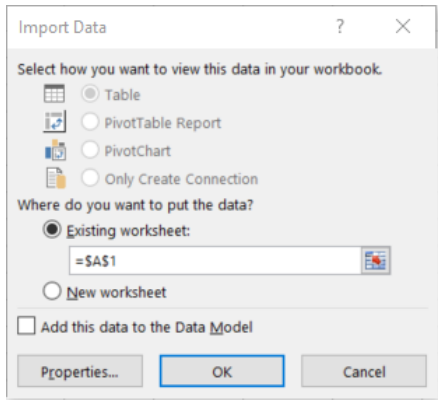 Import Data ? ×
Select how you want to view this data in your workbook.
Table
PivotTable Report
PivotChart
Only Create Connection
Where do you want to put the data?
Existing worksheet:
=$A$1
New worksheet
Add this data to the Data Model
Properties... OK Cancel